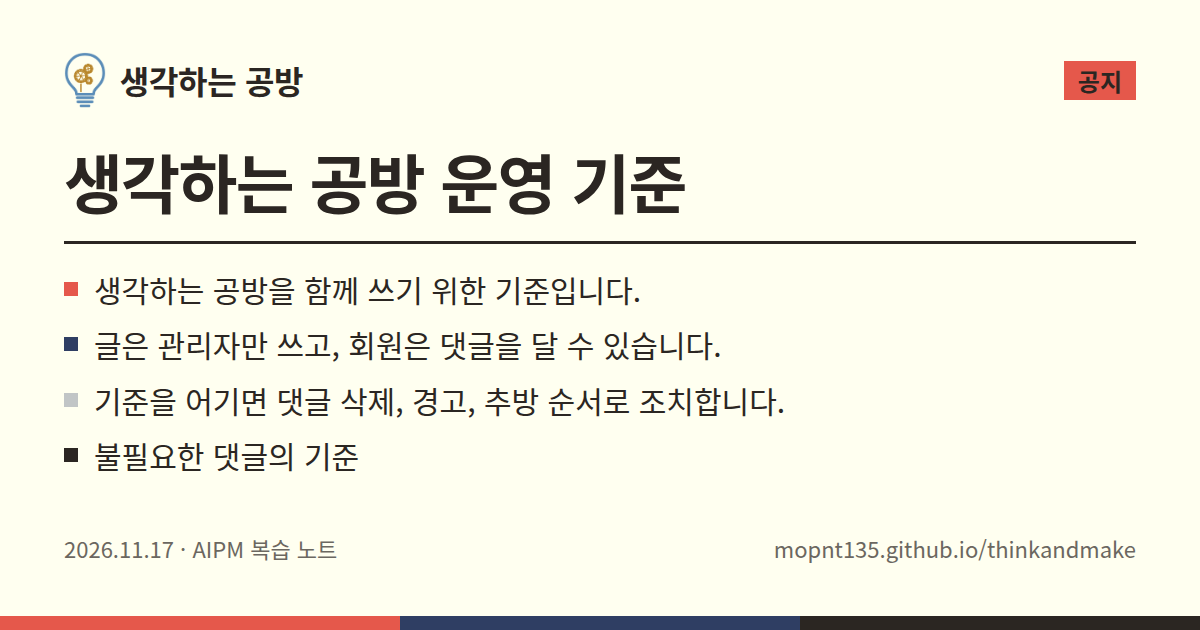 생각하는 공방
공지
생각하는 공방 운영 기준
생각하는 공방을 함께 쓰기 위한 기준입니다.
글은 관리자만 쓰고, 회원은 댓글을 달 수 있습니다.
기준을 어기면 댓글 삭제, 경고, 추방 순서로 조치합니다.
불필요한 댓글의 기준
2026.11.17 · AIPM 복습 노트
mopnt135.github.io/thinkandmake